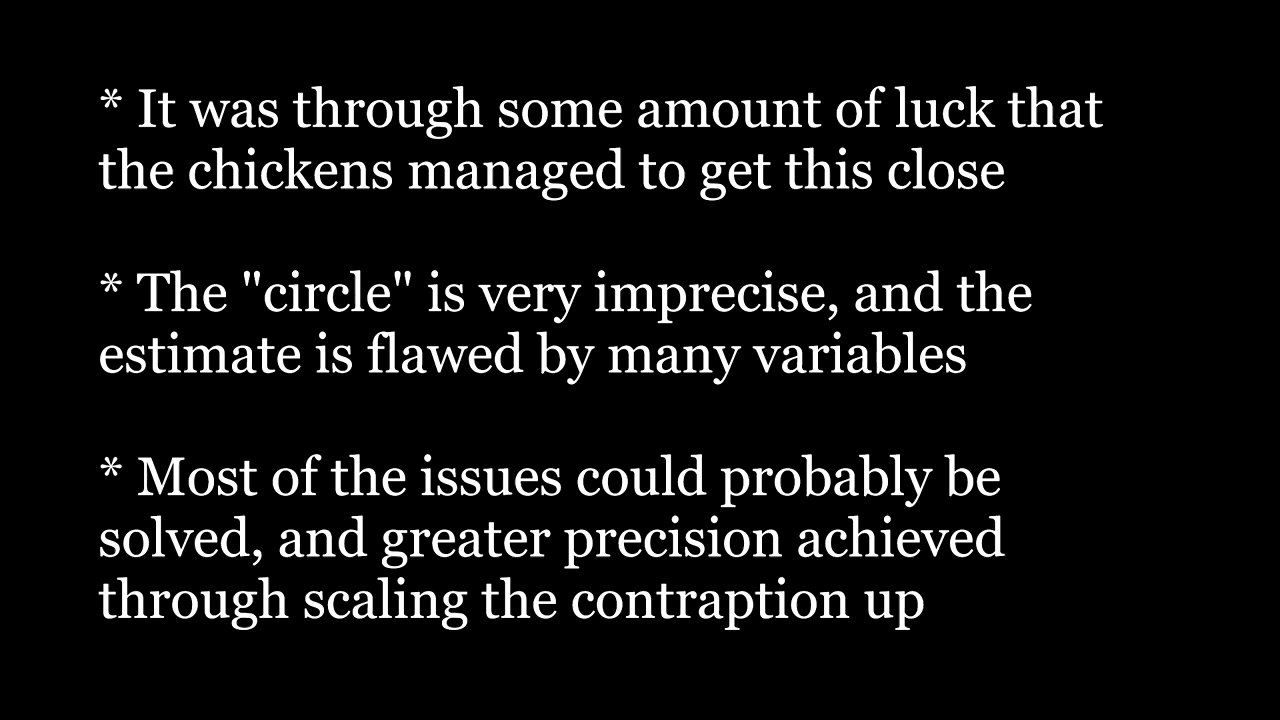 * It was through some amount of luck that
the chickens managed to get this close
* The "circle" is very imprecise, and the
estimate is flawed by many variables
* Most of the issues could probably be
solved, and greater precision achieved
through scaling the contraption up